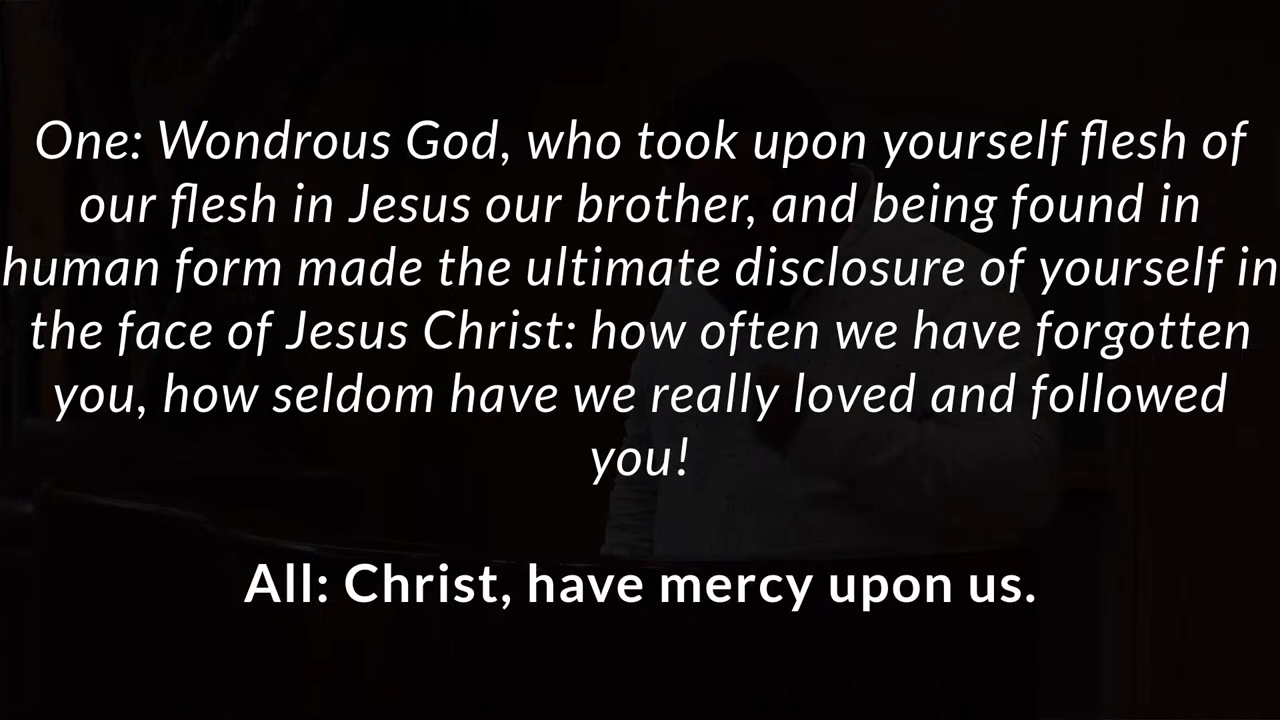 One: Wondrous God, who took upon yourself flesh of
our flesh in Jesus our brother, and being found in
human form made the ultimate disclosure of yourself in
the face of Jesus Christ: how often we have forgotten
you, how seldom have we really loved and followed
you!
All: Christ, have mercy upon us.